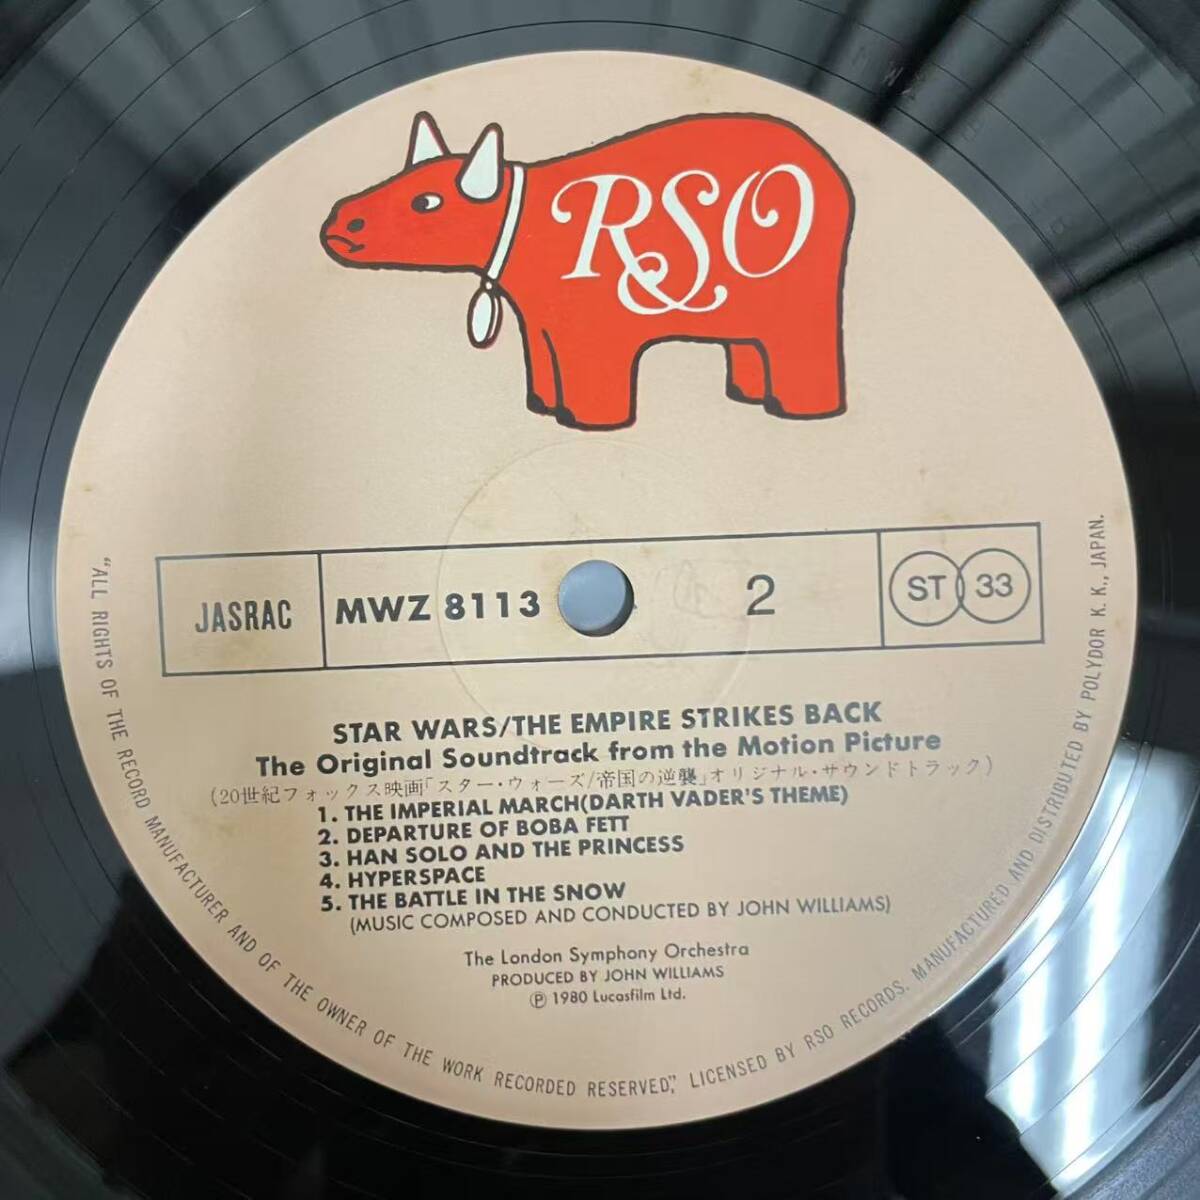 RSO
JASRAC
MWZ 8113
2
ST 33
STAR WARS/THE EMPIRE STRIKES BACK
The Original Soundtrack from the Motion Picture
(20世紀フォックス映画「スター・ウォーズ/帝国の逆襲」オリジナル・サウンドトラック)
1. THE IMPERIAL MARCH(DARTH VADER'S THEME)
2. DEPARTURE OF BOBA FETT
3. HAN SOLO AND THE PRINCESS
4. HYPERSPACE
5. THE BATTLE IN THE SNOW
(MUSIC COMPOSED AND CONDUCTED BY JOHN WILLIAMS)
The London Symphony Orchestra
PRODUCED BY JOHN WILLIAMS
℗ 1980 Lucasfilm Ltd.
"ALL RIGHTS OF THE RECORD MANUFACTURER AND OF THE OWNER OF THE WORK RECORDED RESERVED," LICENSED BY RSO RECORDS. MANUFACTURED AND DISTRIBUTED BY POLYDOR K. K., JAPAN.